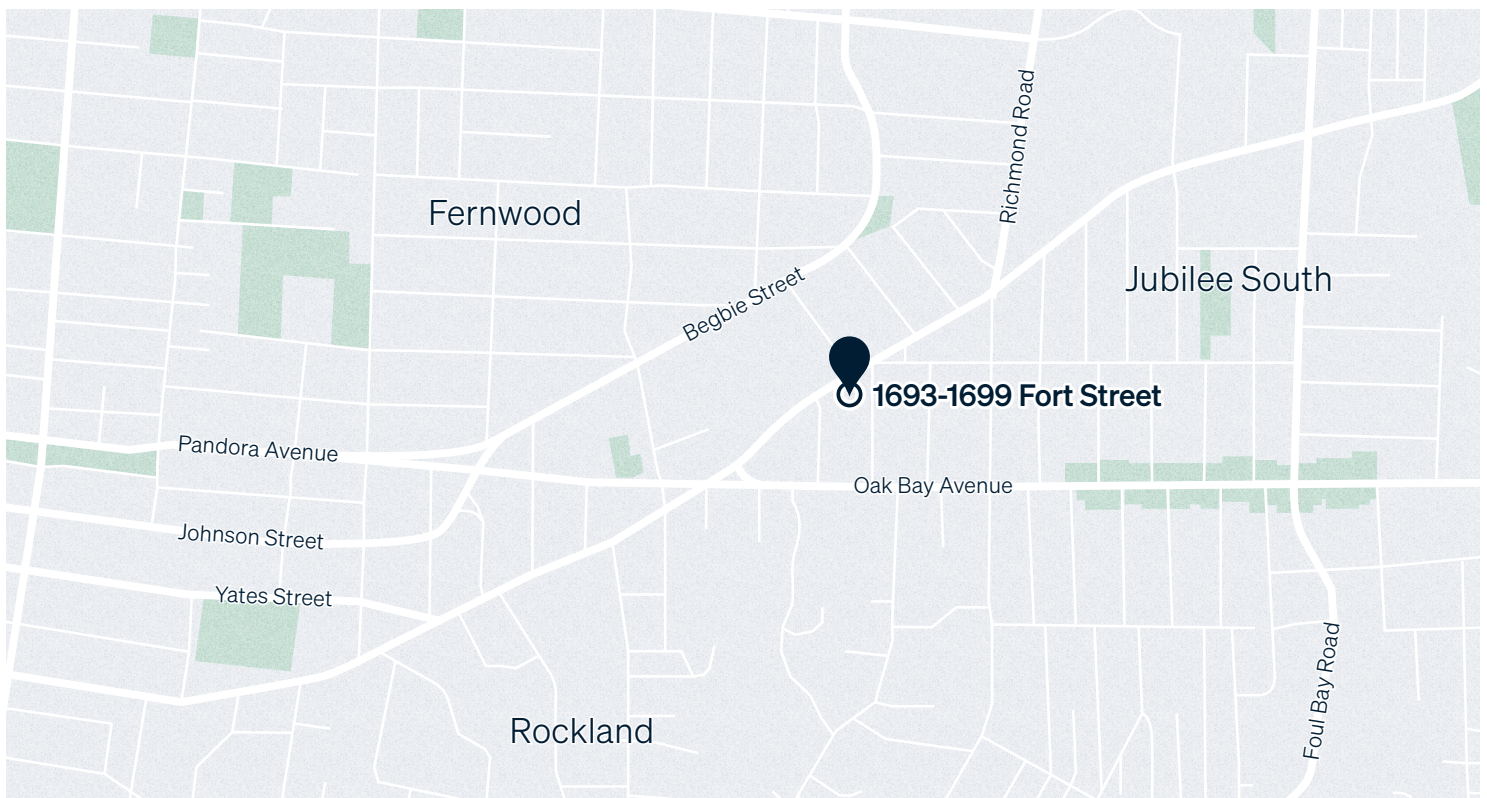 Richmond Road
Fernwood
Jubilee South
Begbie Street
1693-1699 Fort Street
Pandora Avenue
Oak Bay Avenue
Johnson Street
Yates Street
Foul Bay Road
Rockland